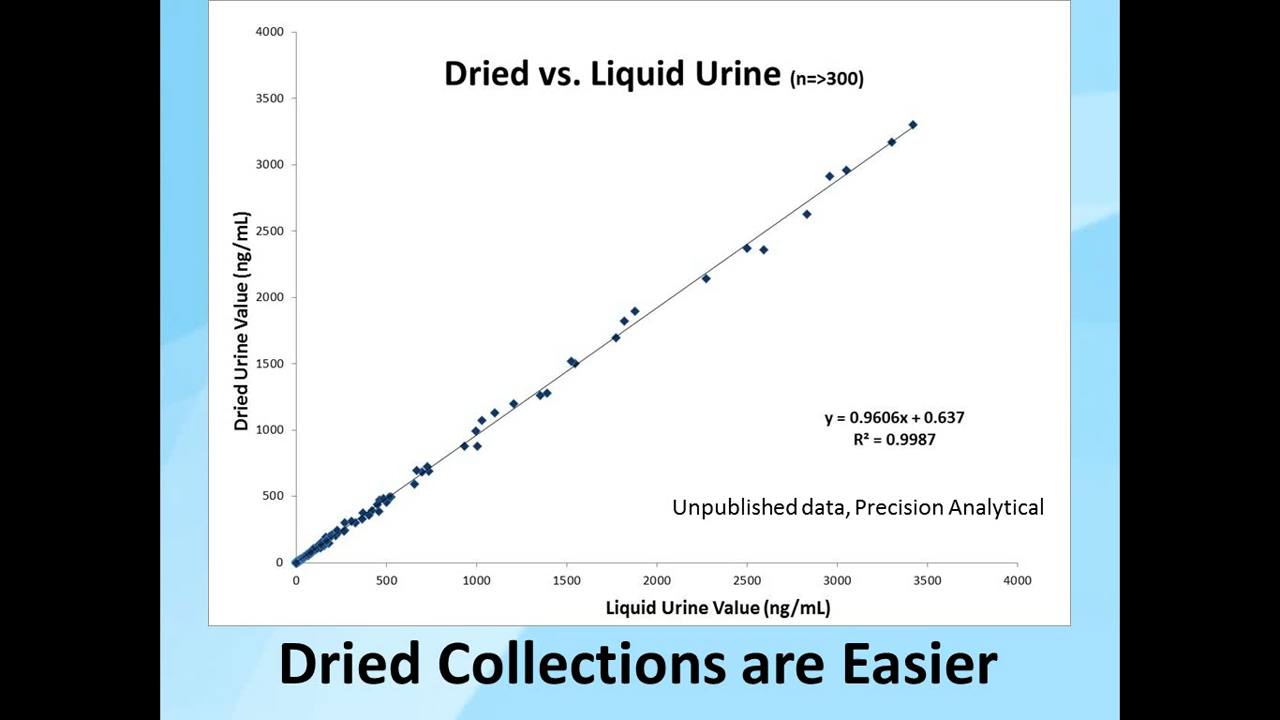 4000
Dried vs. Liquid Urine (n=>300)
3500
3000
2500
2000
1500
1000
500
0
Dried Urine Value (ng/mL)
y = 0.9606x + 0.637
R² = 0.9987
Unpublished data, Precision Analytical
0 500 1000 1500 2000 2500 3000 3500 4000
Liquid Urine Value (ng/mL)
Dried Collections are Easier